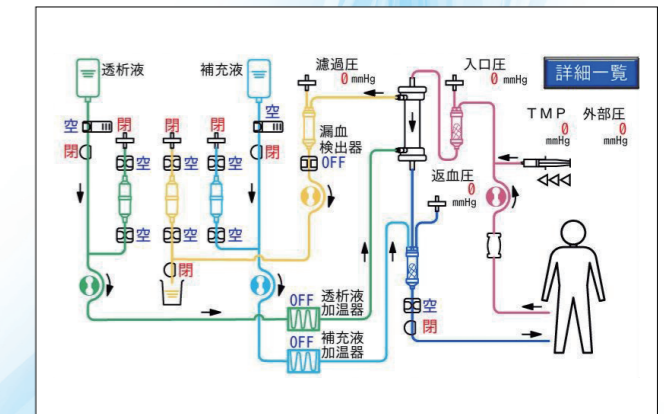 透析液
補充液
濾過圧
0 mmHg
入口圧
0 mmHg
詳細一覧
TMP
0
mmHg
外部圧
0
mmHg
空
閉
閉
閉
閉
空
閉
漏血
検出器
OFF
空
空
空
返血圧
0
mmHg
空
空
空
閉
OFF
透析液
加温器
空
閉
OFF
補充液
加温器